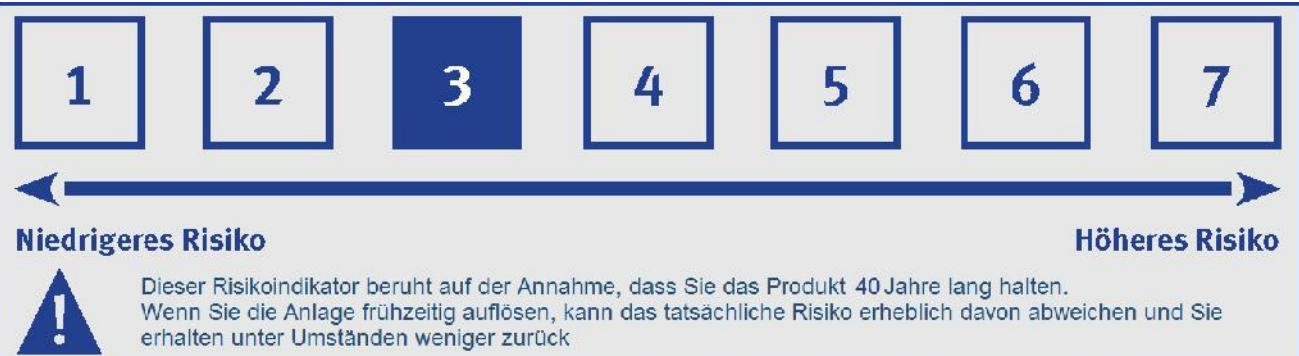 1 2 3 4 5 6 7
Niedrigeres Risiko Höheres Risiko
!
Dieser Risikoindikator beruht auf der Annahme, dass Sie das Produkt 40 Jahre lang halten.
Wenn Sie die Anlage frühzeitig auflösen, kann das tatsächliche Risiko erheblich davon abweichen und Sie
erhalten unter Umständen weniger zurück